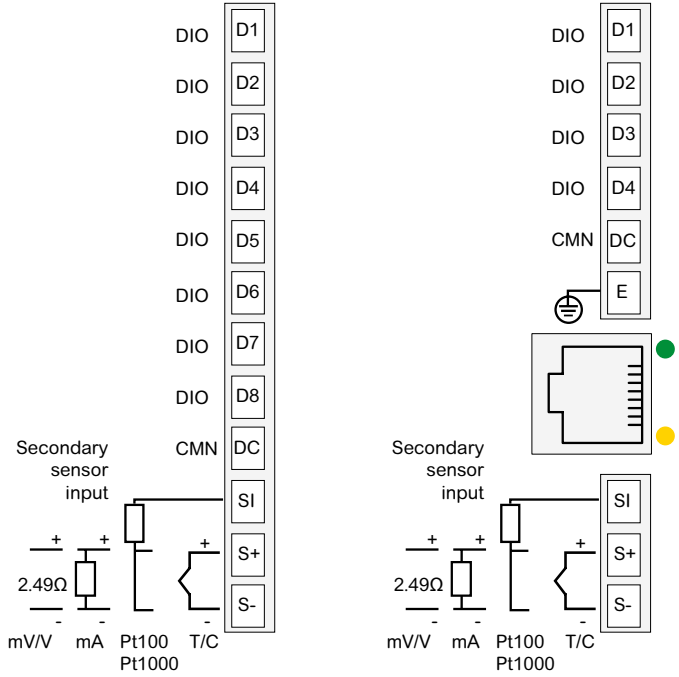 DIO D1
DIO D2
DIO D3
DIO D4
DIO D5
DIO D6
DIO D7
DIO D8
CMN DC
Secondary
sensor
input
SI
+ + + S+
2.49Ω
- - - S-
mV/V mA Pt100 T/C
Pt1000
DIO D1
DIO D2
DIO D3
DIO D4
CMN DC
E
Secondary
sensor
input
SI
+ + + S+
2.49Ω
- - - S-
mV/V mA Pt100 T/C
Pt1000